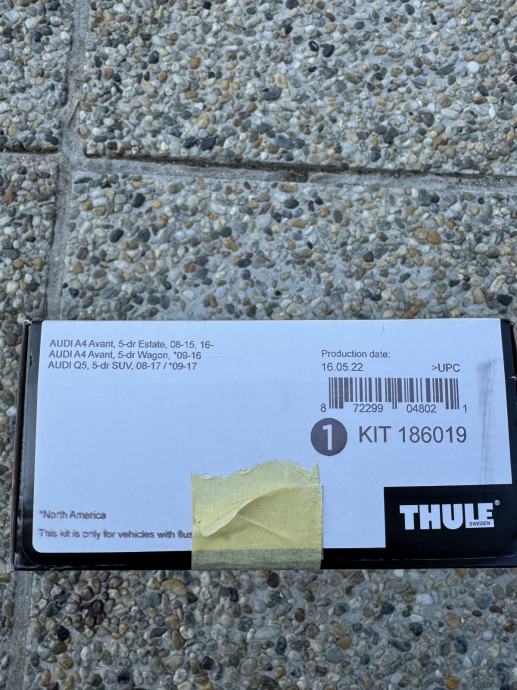 AUDI A4 Avant, 5-dr Estate, 08-15, 16-
AUDI A4 Avant, 5-dr Wagon, *09-16
AUDI Q5, 5-dr SUV, 08-17 / *09-17
Production date:
16.05.22 >UPC
8 72299 04802 1
1 KIT 186019
*North America
This kit is only for vehicles with
THULE®
SWEDEN